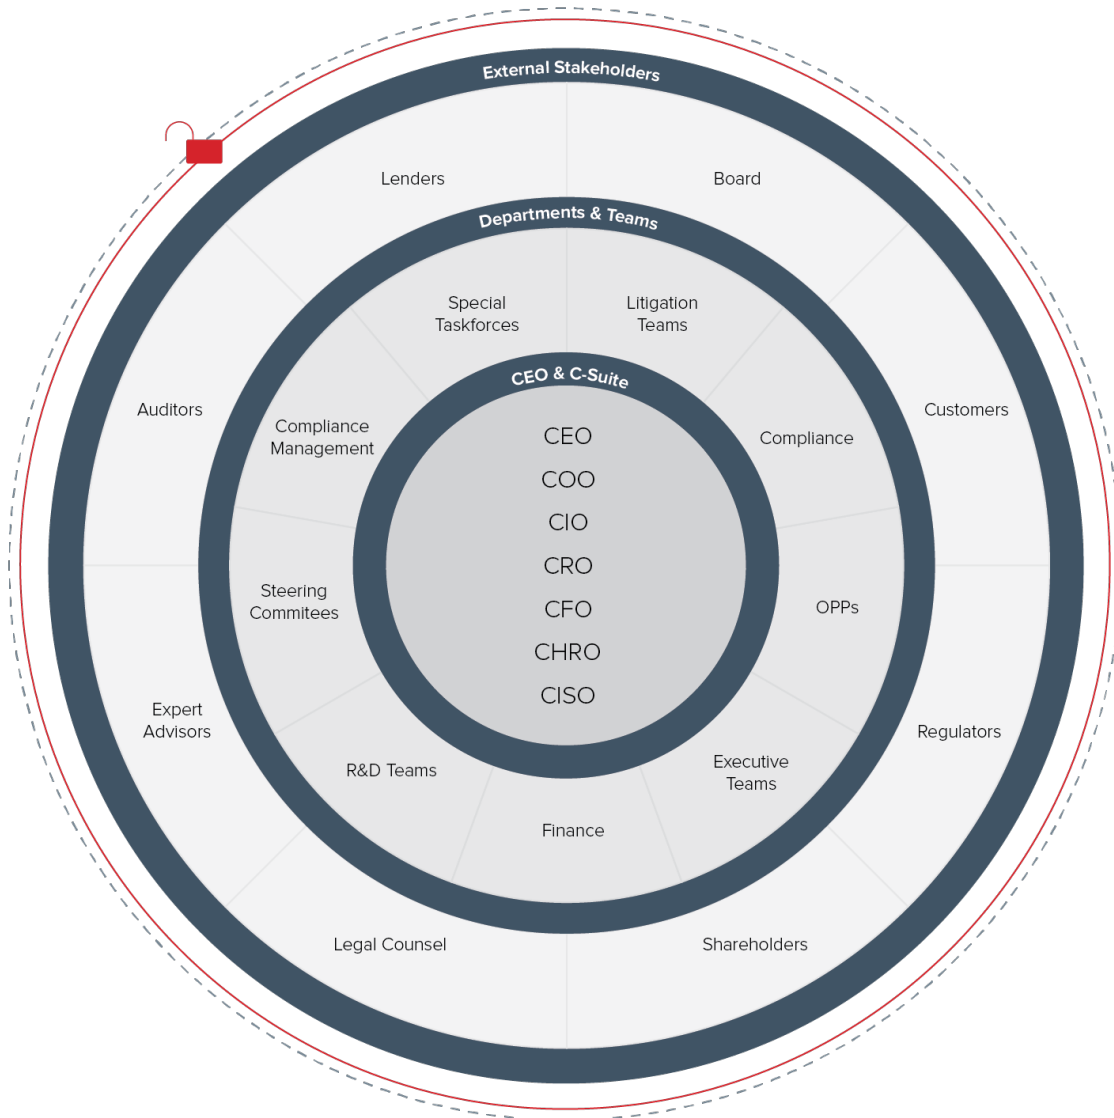 External Stakeholders
Lenders
Board
Departments & Teams
Special
Taskforces
Litigation
Teams
CEO & C-Suite
Auditors
Compliance
Management
CEO
COO
CIO
CRO
CFO
CHRO
CISO
Compliance
Customers
Steering
Commitees
OPPs
Expert
Advisors
Regulators
R&D Teams
Executive
Teams
Finance
Legal Counsel
Shareholders